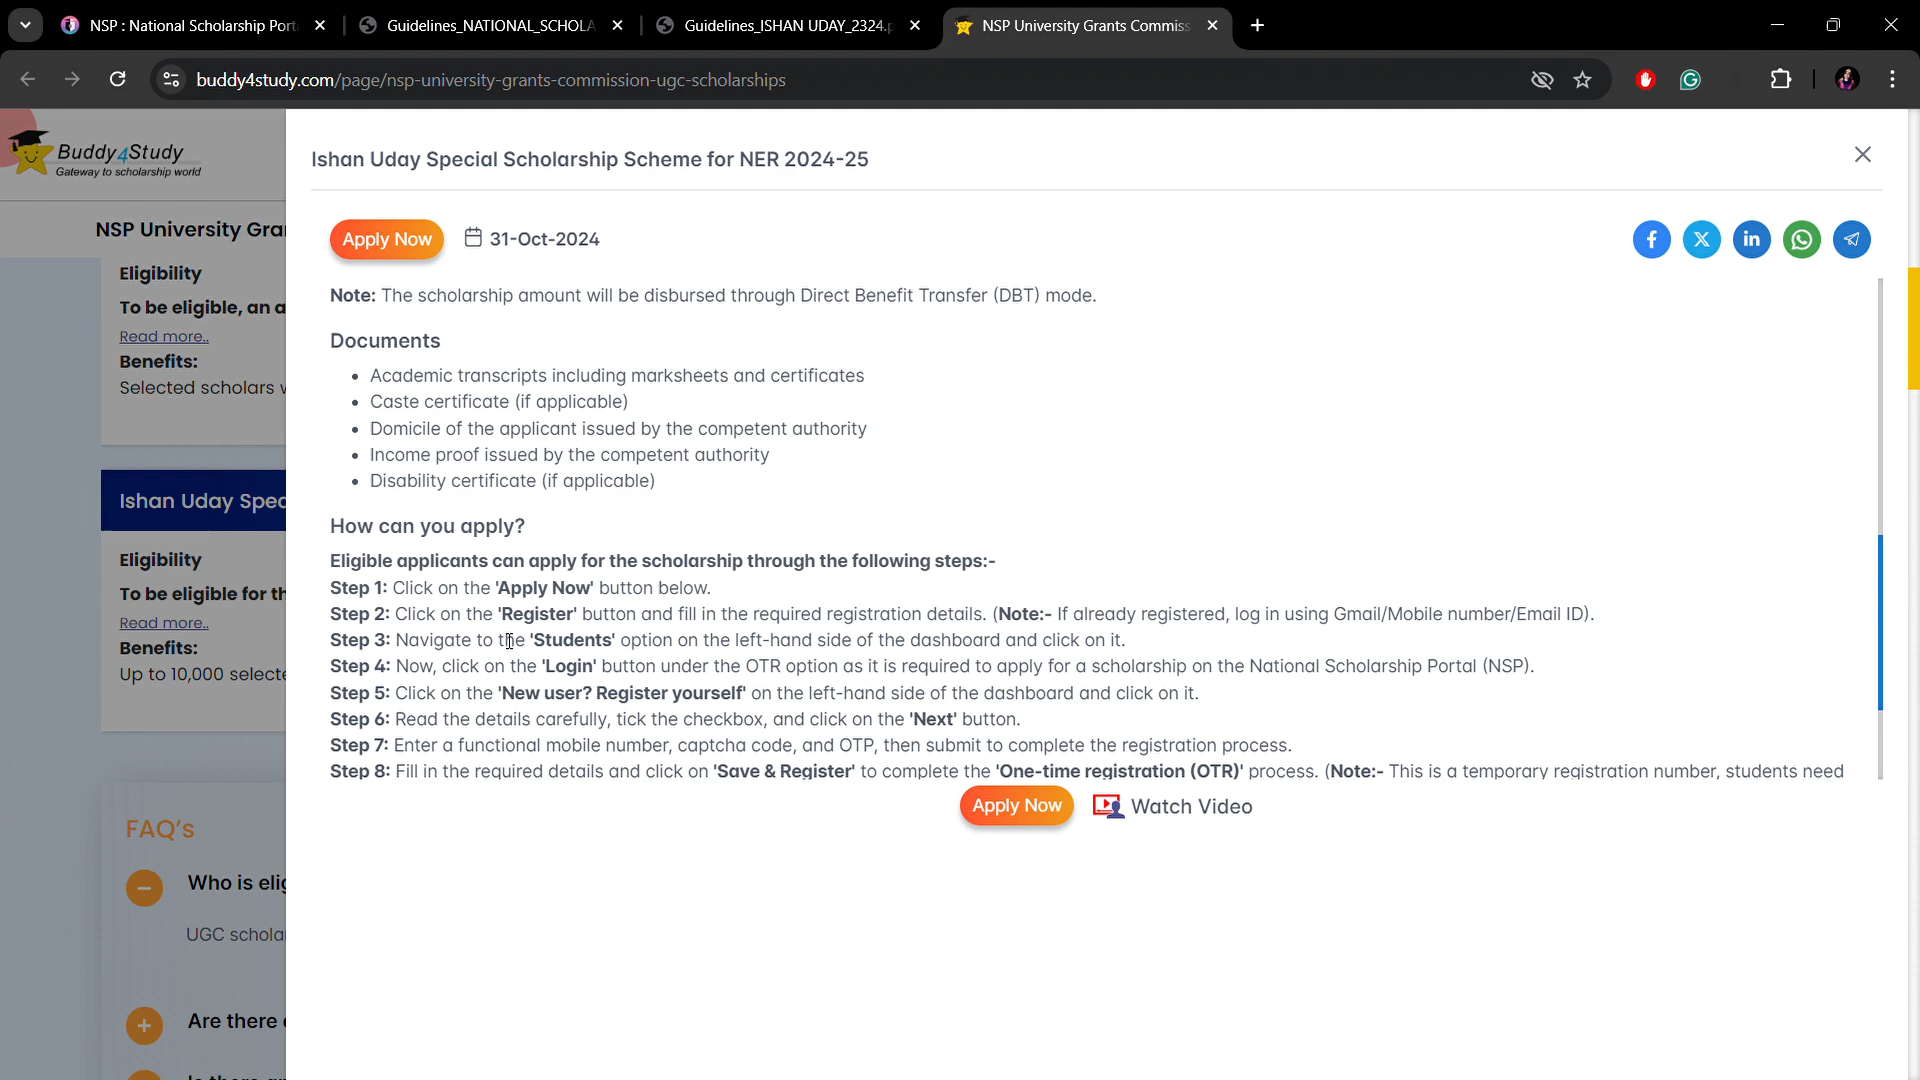 NSP : National Scholarship Port
Guidelines_NATIONAL_SCHOLA
Guidelines_ISHAN UDAY_2324.p
NSP University Grants Commiss
buddy4study.com/page/nsp-university-grants-commission-ugc-scholarships
Buddy4Study
Gateway to scholarship world
Ishan Uday Special Scholarship Scheme for NER 2024-25
NSP University Gra
Apply Now
31-Oct-2024
Eligibility
To be eligible, an a
Read more..
Benefits:
Selected scholars w
Ishan Uday Spec
Eligibility
To be eligible for th
Read more..
Benefits:
Up to 10,000 selecte
FAQ's
Who is elig
UGC schola
Are there
Note: The scholarship amount will be disbursed through Direct Benefit Transfer (DBT) mode.
Documents
• Academic transcripts including marksheets and certificates
• Caste certificate (if applicable)
• Domicile of the applicant issued by the competent authority
• Income proof issued by the competent authority
• Disability certificate (if applicable)
How can you apply?
Eligible applicants can apply for the scholarship through the following steps:-
Step 1: Click on the 'Apply Now' button below.
Step 2: Click on the 'Register' button and fill in the required registration details. (Note:- If already registered, log in using Gmail/Mobile number/Email ID).
Step 3: Navigate to the 'Students' option on the left-hand side of the dashboard and click on it.
Step 4: Now, click on the 'Login' button under the OTR option as it is required to apply for a scholarship on the National Scholarship Portal (NSP).
Step 5: Click on the 'New user? Register yourself' on the left-hand side of the dashboard and click on it.
Step 6: Read the details carefully, tick the checkbox, and click on the 'Next' button.
Step 7: Enter a functional mobile number, captcha code, and OTP, then submit to complete the registration process.
Step 8: Fill in the required details and click on 'Save & Register' to complete the 'One-time registration (OTR)' process. (Note:- This is a temporary registration number, students need
Apply Now
Watch Video